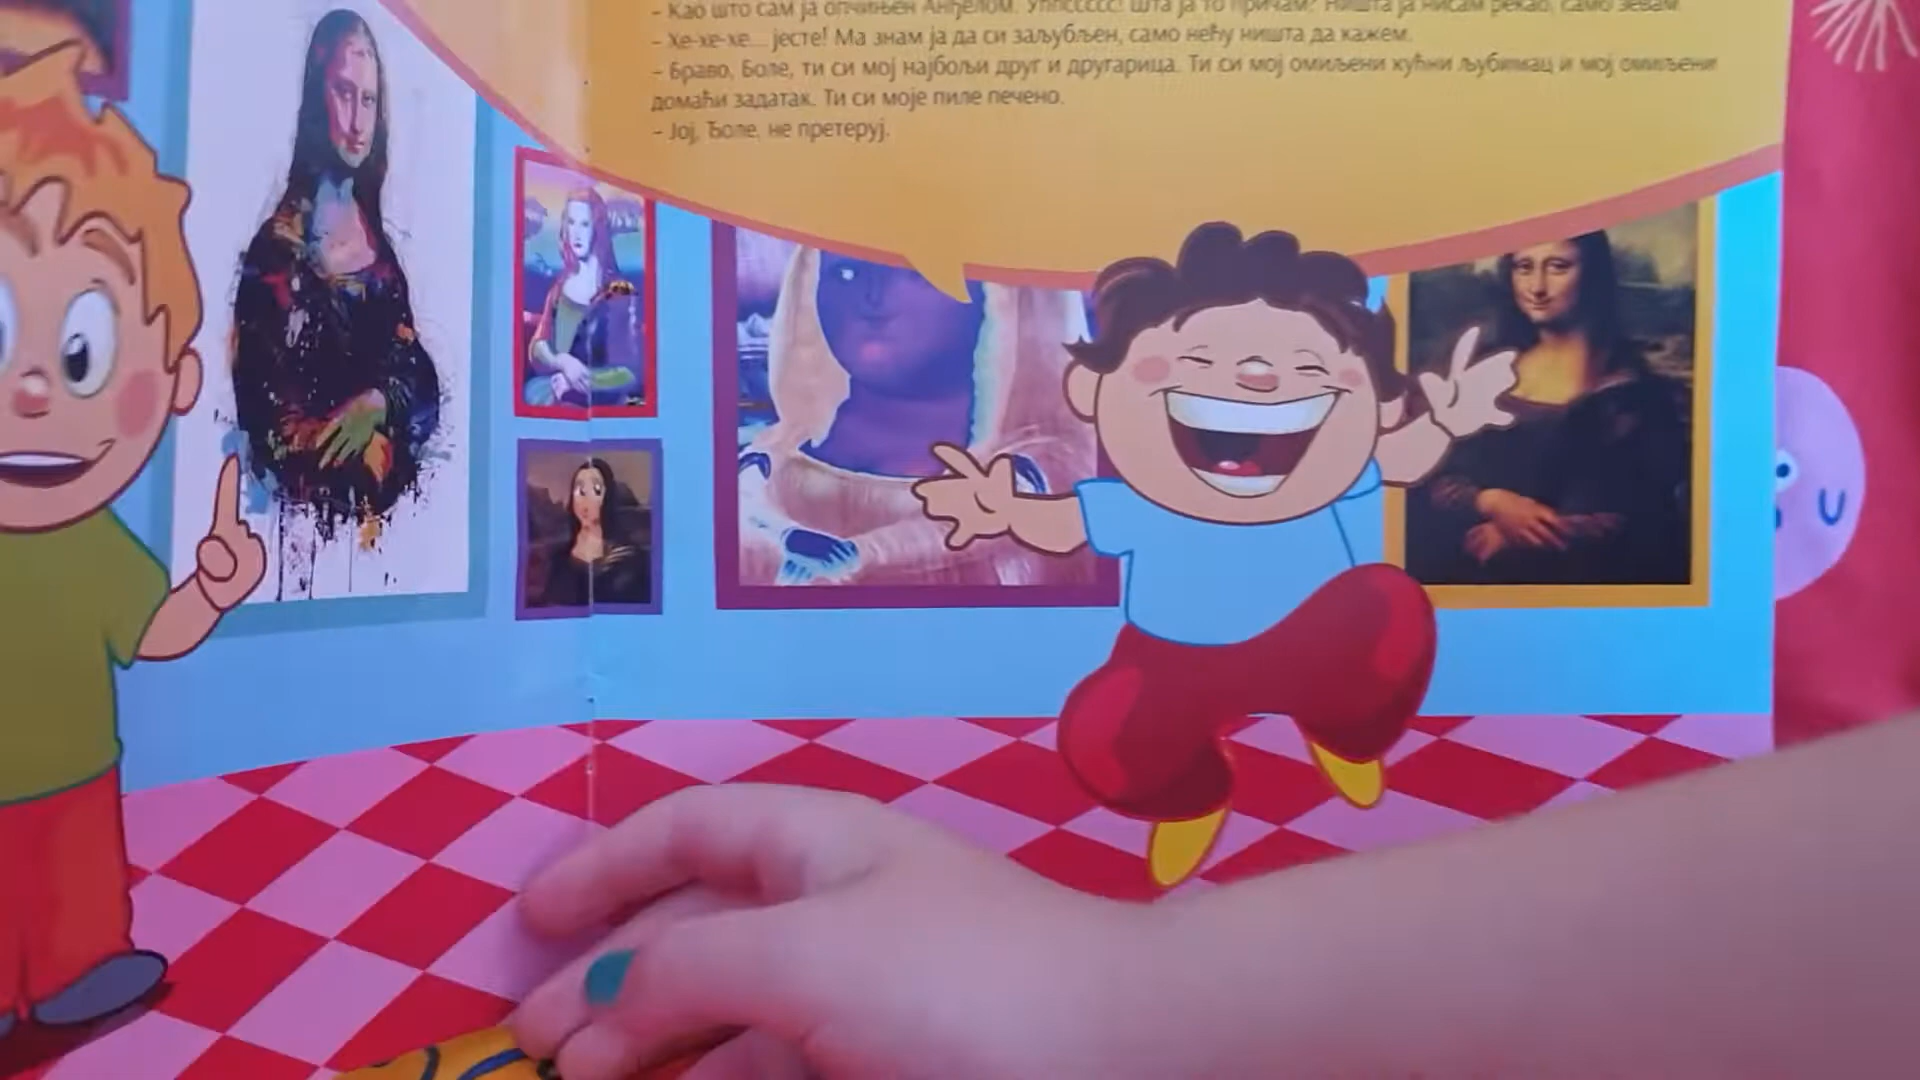 – Као што сам ја опчињен Анђелом. Уппссссс! Шта ја то причам? Ништа ја нисам рекао, само зевам.
– Хе-хе-хе... јесте! Ма знам ја да си заљубљен, само нећу ништа да кажем.
– Браво, Боле, ти си мој најбољи друг и другарица. Ти си мој омиљени кућни љубимац и мој омиљени
домаћи задатак. Ти си моје пиле печено.
– Јој, Ђоле, не претеруј.